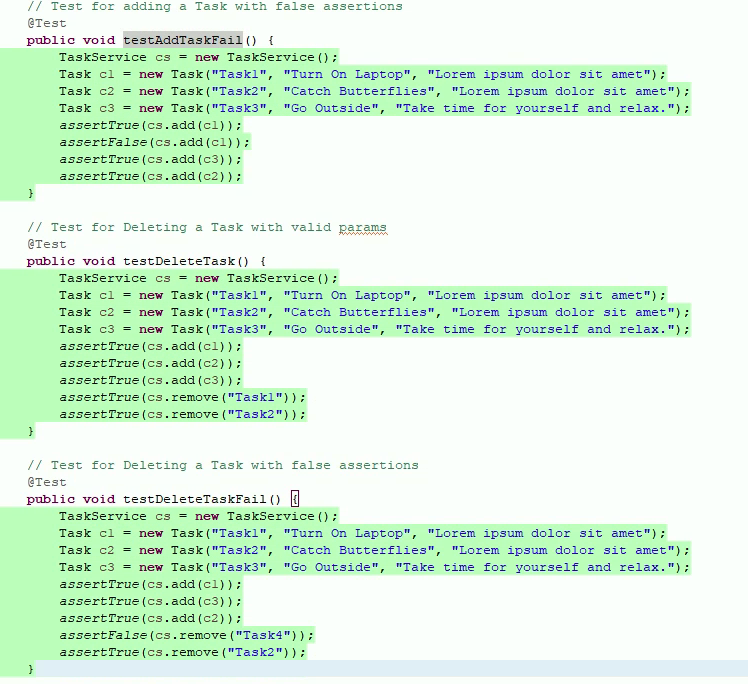 // Test for adding a Task with false assertions
@Test
public void testAddTaskFail() {
    TaskService cs = new TaskService();
    Task c1 = new Task("Task1", "Turn On Laptop", "Lorem ipsum dolor sit amet");
    Task c2 = new Task("Task2", "Catch Butterflies", "Lorem ipsum dolor sit amet");
    Task c3 = new Task("Task3", "Go Outside", "Take time for yourself and relax.");
    assertTrue(cs.add(c1));
    assertFalse(cs.add(c1));
    assertTrue(cs.add(c3));
    assertTrue(cs.add(c2));
}
// Test for Deleting a Task with valid params
@Test
public void testDeleteTask() {
    TaskService cs = new TaskService();
    Task c1 = new Task("Task1", "Turn On Laptop", "Lorem ipsum dolor sit amet");
    Task c2 = new Task("Task2", "Catch Butterflies", "Lorem ipsum dolor sit amet");
    Task c3 = new Task("Task3", "Go Outside", "Take time for yourself and relax.");
    assertTrue(cs.add(c1));
    assertTrue(cs.add(c2));
    assertTrue(cs.add(c3));
    assertTrue(cs.remove("Task1"));
    assertTrue(cs.remove("Task2"));
}
// Test for Deleting a Task with false assertions
@Test
public void testDeleteTaskFail() {
    TaskService cs = new TaskService();
    Task c1 = new Task("Task1", "Turn On Laptop", "Lorem ipsum dolor sit amet");
    Task c2 = new Task("Task2", "Catch Butterflies", "Lorem ipsum dolor sit amet");
    Task c3 = new Task("Task3", "Go Outside", "Take time for yourself and relax.");
    assertTrue(cs.add(c1));
    assertTrue(cs.add(c3));
    assertTrue(cs.add(c2));
    assertFalse(cs.remove("Task4"));
    assertTrue(cs.remove("Task2"));
}